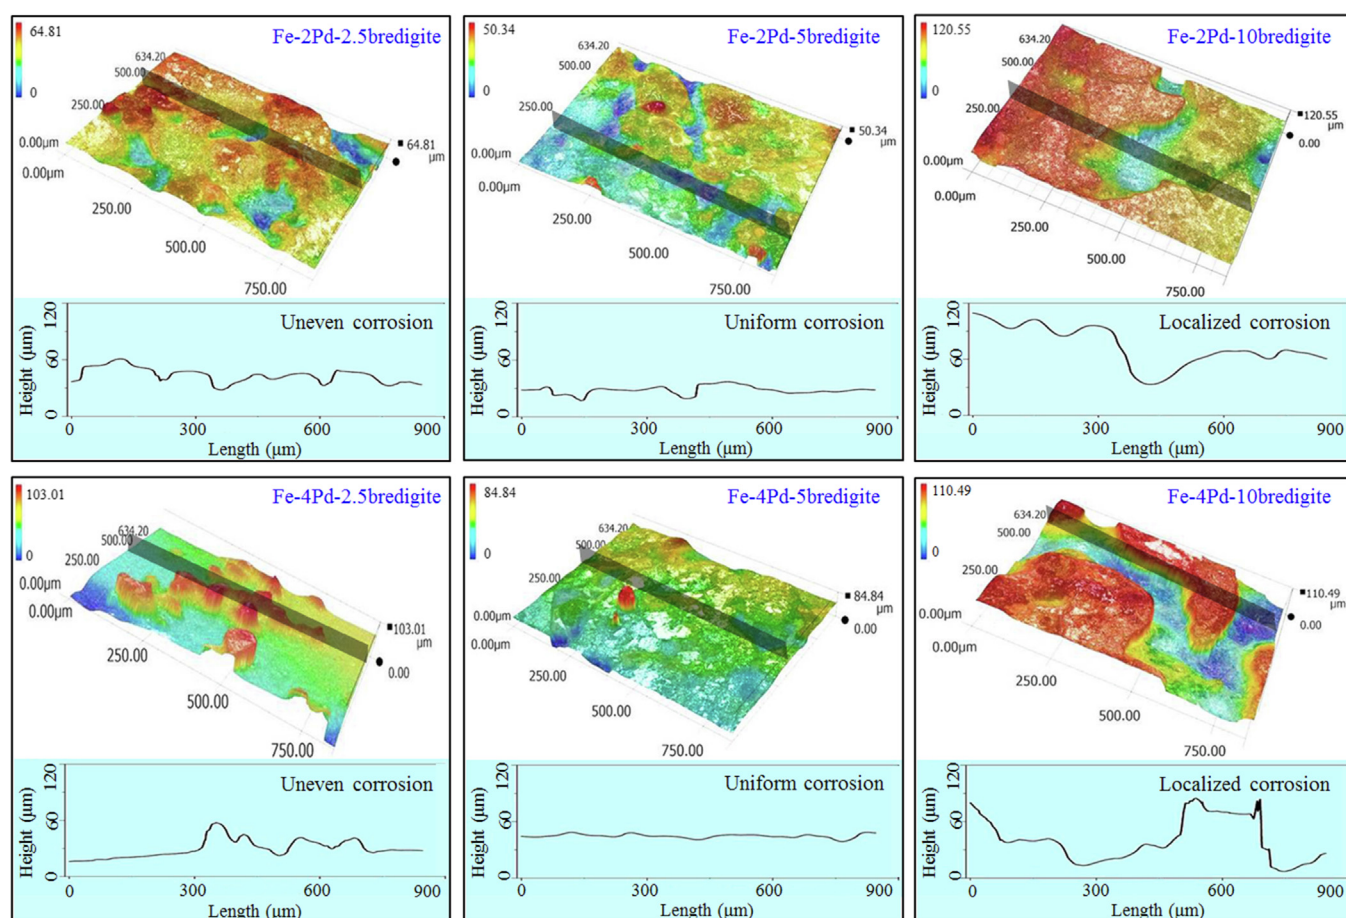 64.81
0
Fe-2Pd-2.5bredigite
634.20
500.00
250.00
0.00μm
0.00μm
250.00
500.00
750.00
64.81
μm
Height (μm)
120
60
0
Uneven corrosion
0 300 600 900
Length (μm)
50.34
0
Fe-2Pd-5bredigite
634.20
500.00
250.00
0.00μm
0.00μm
250.00
500.00
750.00
50.34
μm
Height (μm)
120
60
0
Uniform corrosion
0 300 600 900
Length (μm)
120.55
0
Fe-2Pd-10bredigite
634.20
500.00
250.00
0.00μm
0.00μm
250.00
500.00
750.00
120.55
μm
0.00
Height (μm)
120
60
0
Localized corrosion
0 300 600 900
Length (μm)
103.01
0
Fe-4Pd-2.5bredigite
634.20
500.00
250.00
0.00μm
0.00μm
250.00
500.00
750.00
103.01
μm
0.00
Height (μm)
120
60
0
Uneven corrosion
0 300 600 900
Length (μm)
84.84
0
Fe-4Pd-5bredigite
634.20
500.00
250.00
0.00μm
0.00μm
250.00
500.00
750.00
84.84
μm
0.00
Height (μm)
120
60
0
Uniform corrosion
0 300 600 900
Length (μm)
110.49
0
Fe-4Pd-10bredigite
634.20
500.00
250.00
0.00μm
0.00μm
250.00
500.00
750.00
110.49
μm
0.00
Height (μm)
120
60
0
Localized corrosion
0 300 600 900
Length (μm)